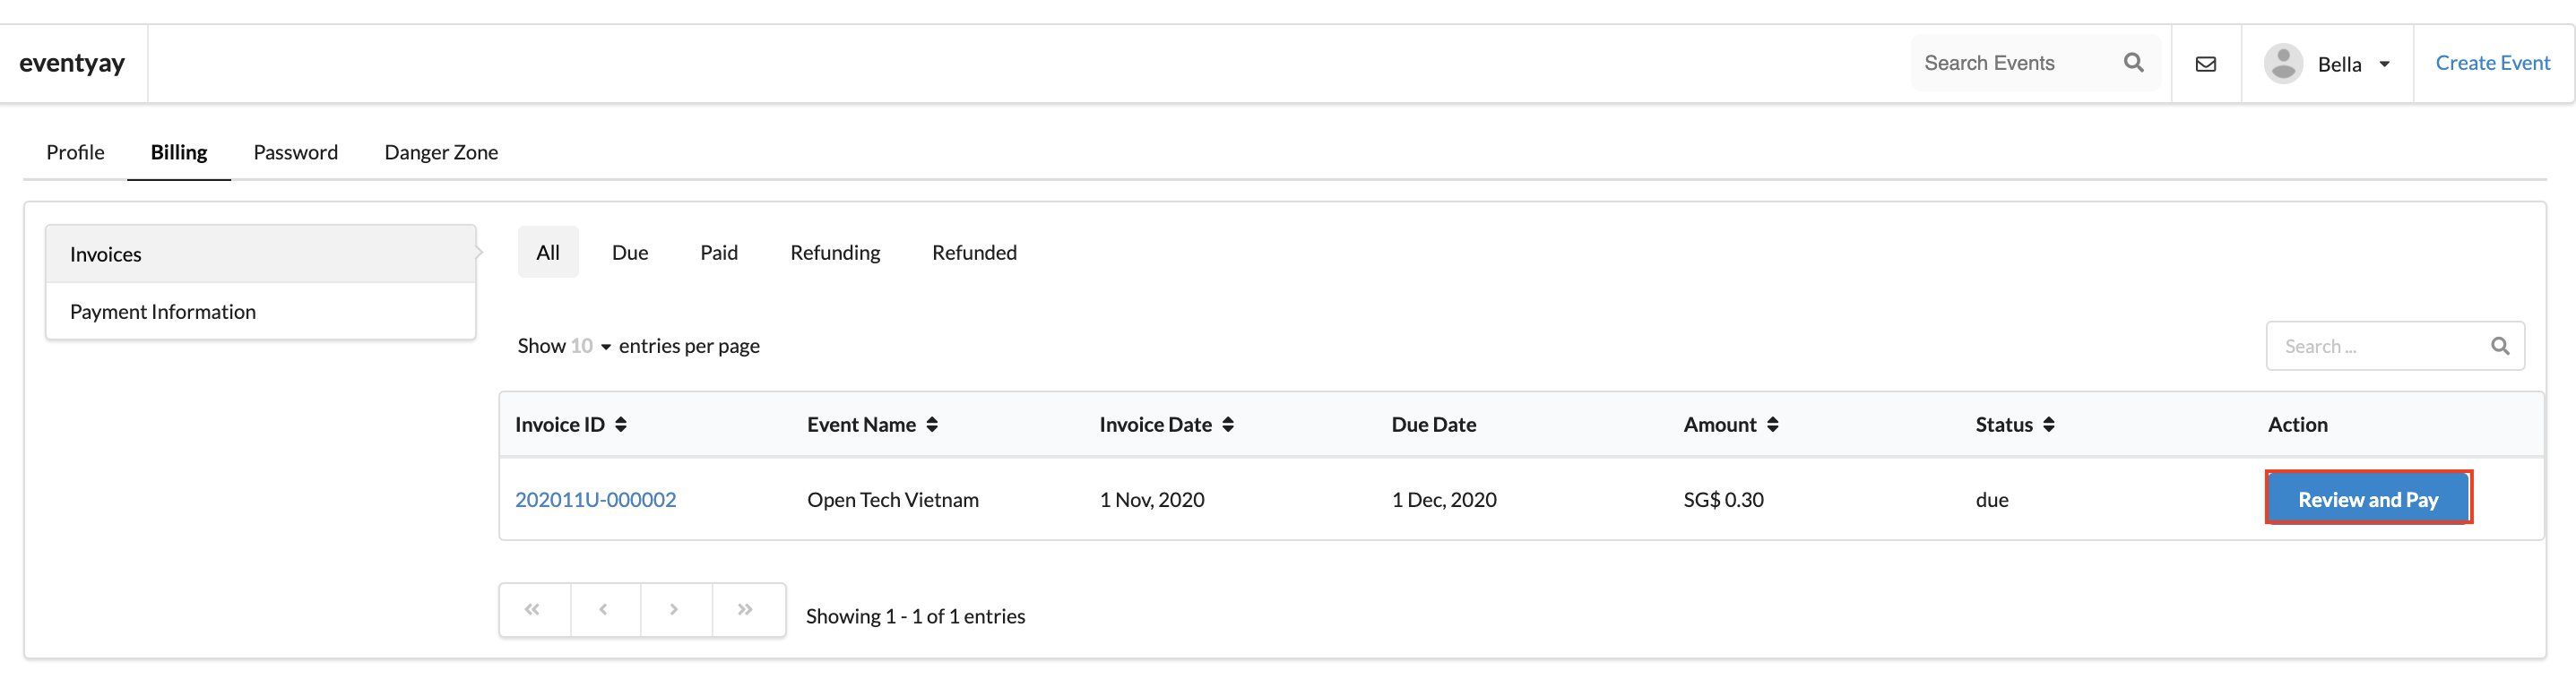 eventyay
Search Events
Bella
Create Event
Profile Billing Password Danger Zone
Invoices
Payment Information
All Due Paid Refunding Refunded
Show 10 entries per page
Search ...
Invoice ID Event Name Invoice Date Due Date Amount Status Action
202011U-000002 Open Tech Vietnam 1 Nov, 2020 1 Dec, 2020 SG$ 0.30 due Review and Pay
Showing 1 - 1 of 1 entries